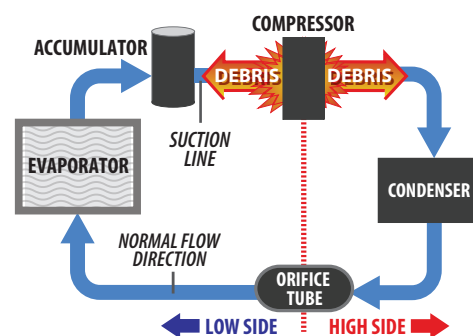 COMPRESSOR
ACCUMULATOR
DEBRIS
DEBRIS
SUCTION
LINE
EVAPORATOR
CONDENSER
NORMAL FLOW
DIRECTION
ORIFICE
TUBE
LOW SIDE
HIGH SIDE